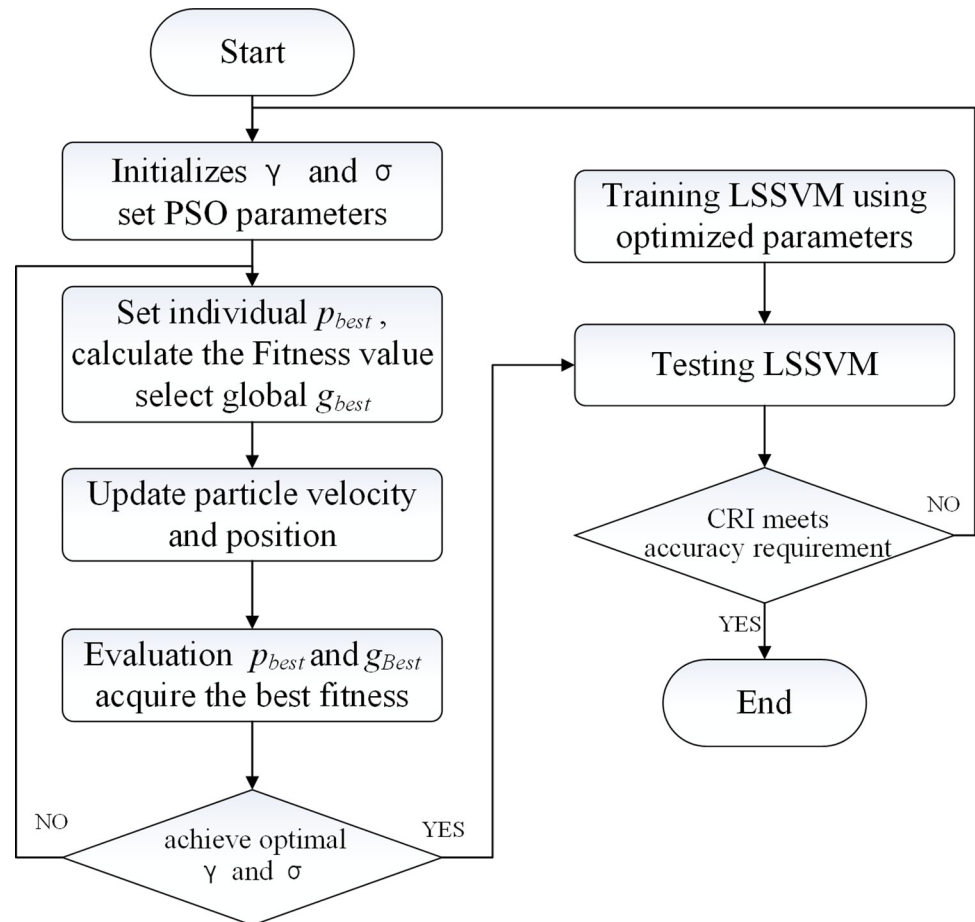 Start
Initializes γ and σ
set PSO parameters
Set individual pbest ,
calculate the Fitness value
select global gbest
Update particle velocity
and position
Evaluation pbest and gBest
acquire the best fitness
NO
achieve optimal
γ and σ
YES
Training LSSVM using
optimized parameters
Testing LSSVM
CRI meets
accuracy requirement
NO
YES
End